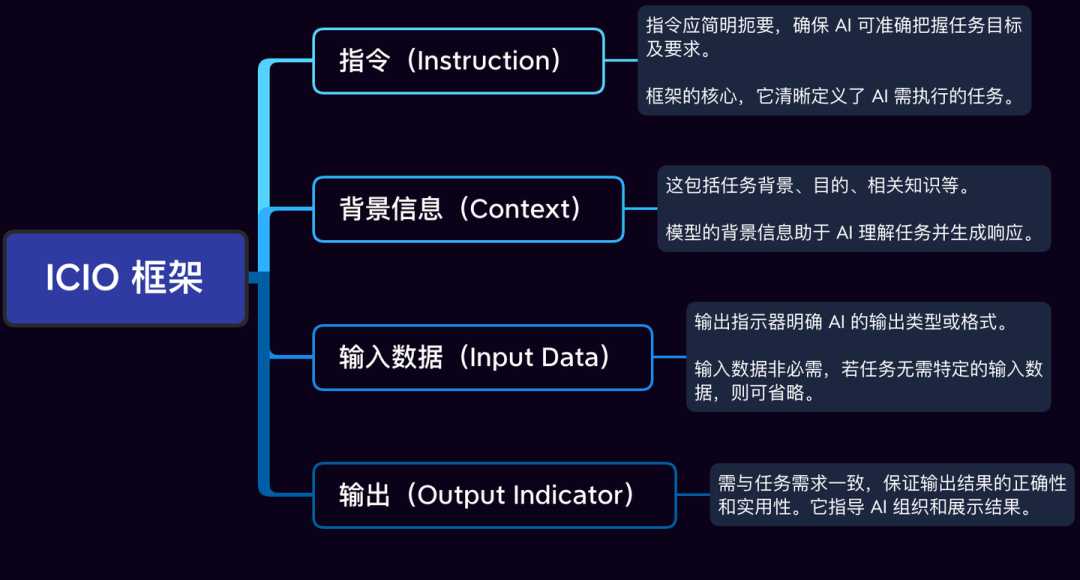 ICIO 框架
指令（Instruction）
指令应简明扼要，确保 AI 可准确把握任务目标
及要求。
框架的核心，它清晰定义了 AI 需执行的任务。
背景信息（Context）
这包括任务背景、目的、相关知识等。
模型的背景信息助于 AI 理解任务并生成响应。
输入数据（Input Data）
输出指示器明确 AI 的输出类型或格式。
输入数据非必需，若任务无需特定的输入数
据，则可省略。
输出（Output Indicator）
需与任务需求一致，保证输出结果的正确性
和实用性。它指导 AI 组织和展示结果。